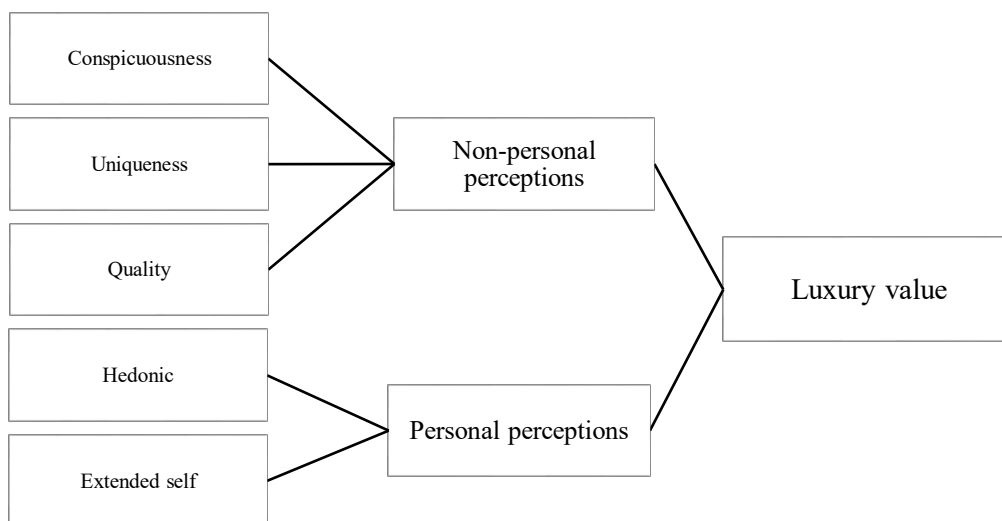 Conspicuousness
Uniqueness
Quality
Hedonic
Extended self
Non-personal
perceptions
Personal perceptions
Luxury value